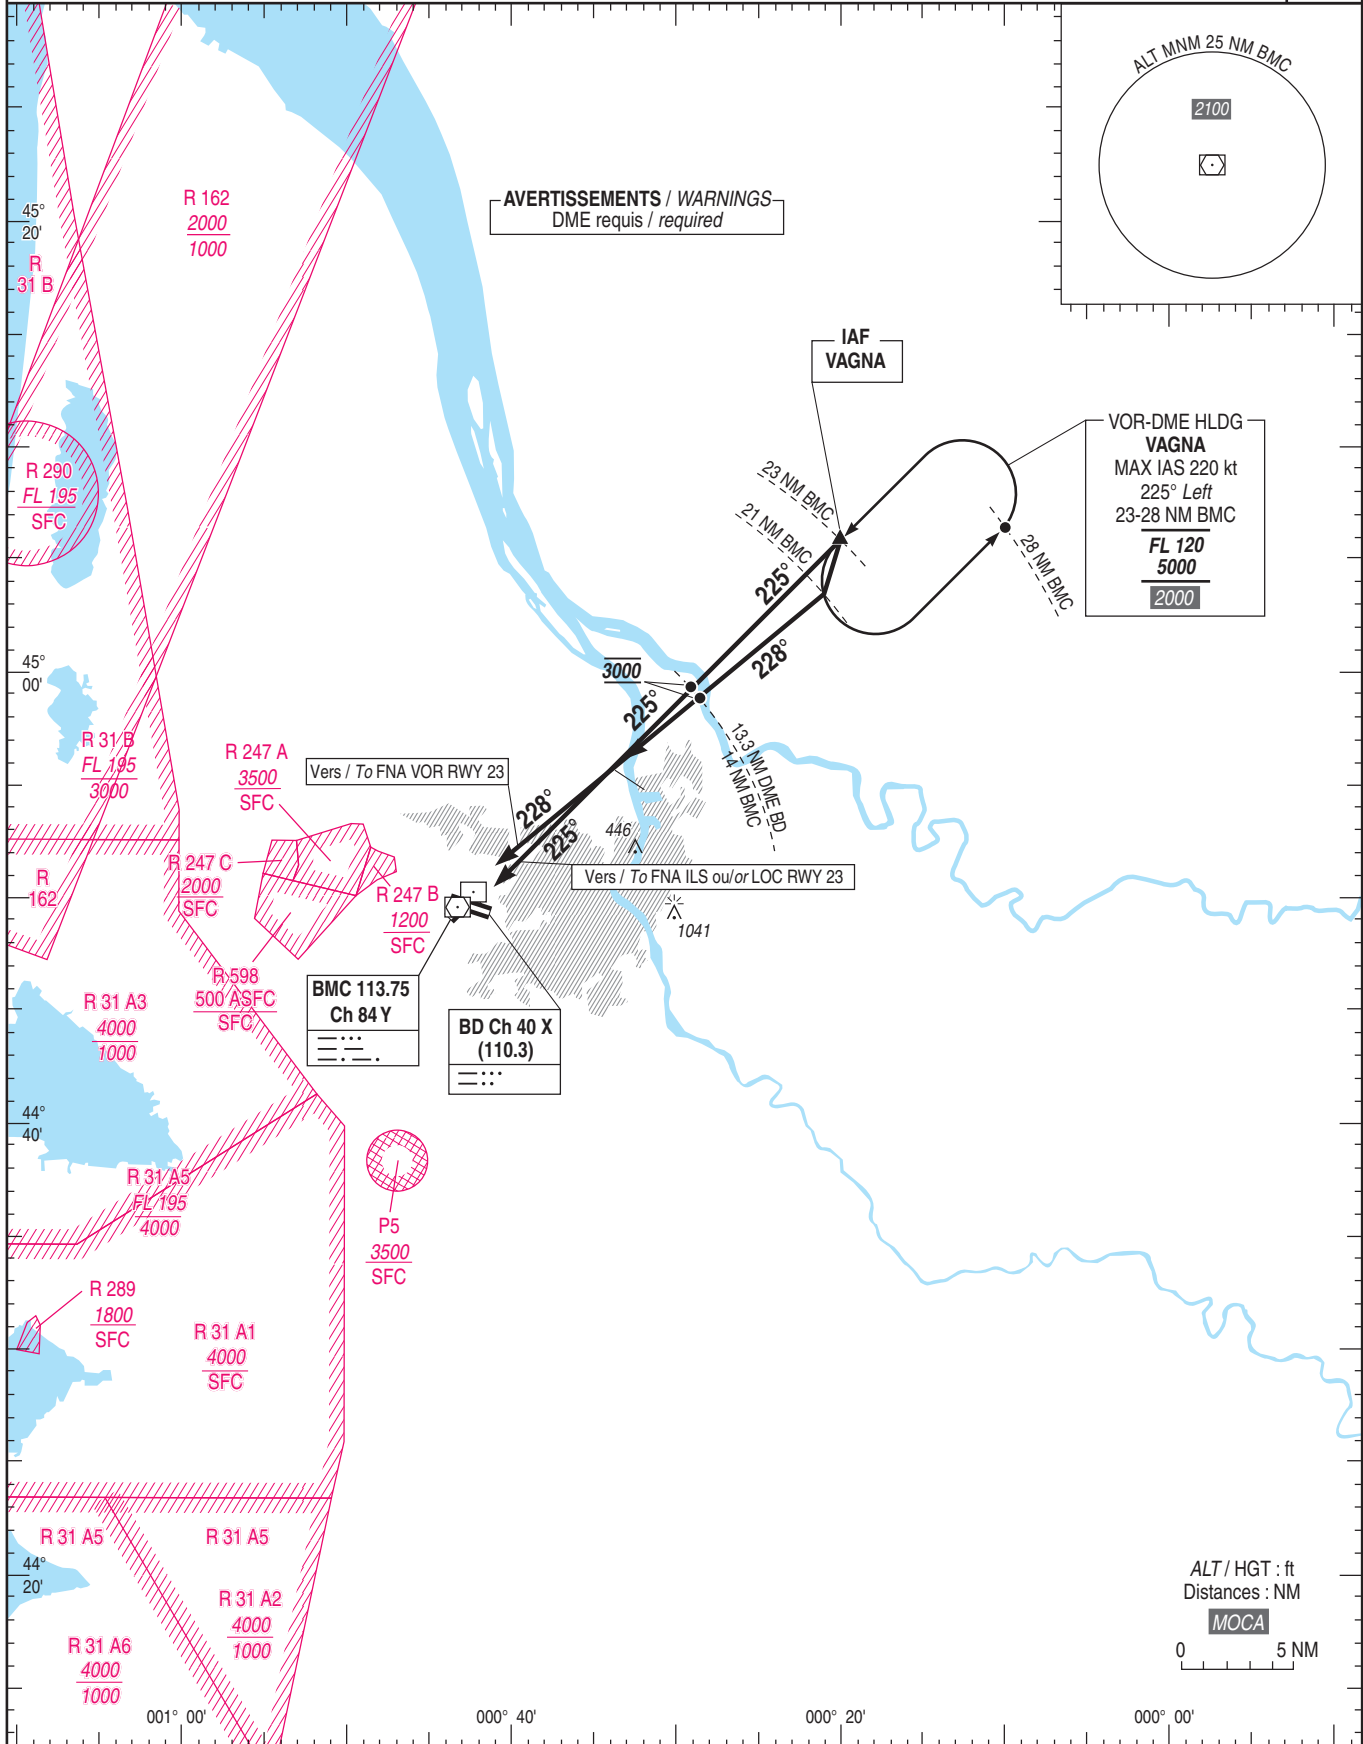 ALT MNM 25 NM BMC
2100
AVERTISSEMENTS / WARNINGS
DME requis / required
R 162
2000
1000
45°
20'
R
31 B
IAF
VAGNA
VOR-DME HLDG
VAGNA
MAX IAS 220 kt
225° Left
23-28 NM BMC
FL 120
5000
2000
R 290
FL 195
SFC
23 NM BMC
21 NM BMC
28 NM BMC
225°
228°
45°
00'
3000
225°
13.3 NM DME BD
14 NM BMC
R 31 B
FL 195
3000
R 247 A
3500
SFC
Vers / To FNA VOR RWY 23
228°
225°
446
R 247 C
2000
SFC
R
162
R 247 B
1200
SFC
Vers / To FNA ILS ou/or LOC RWY 23
1041
R 598
500 ASFC
SFC
R 31 A3
4000
1000
BMC 113.75
Ch 84 Y
BD Ch 40 X
(110.3)
44°
40'
R 31 A5
FL 195
4000
P5
3500
SFC
R 289
1800
SFC
R 31 A1
4000
SFC
R 31 A5
R 31 A5
44°
20'
R 31 A2
4000
1000
R 31 A6
4000
1000
ALT / HGT : ft
Distances : NM
MOCA
0 5 NM
001° 00'
000° 40'
000° 20'
000° 00'